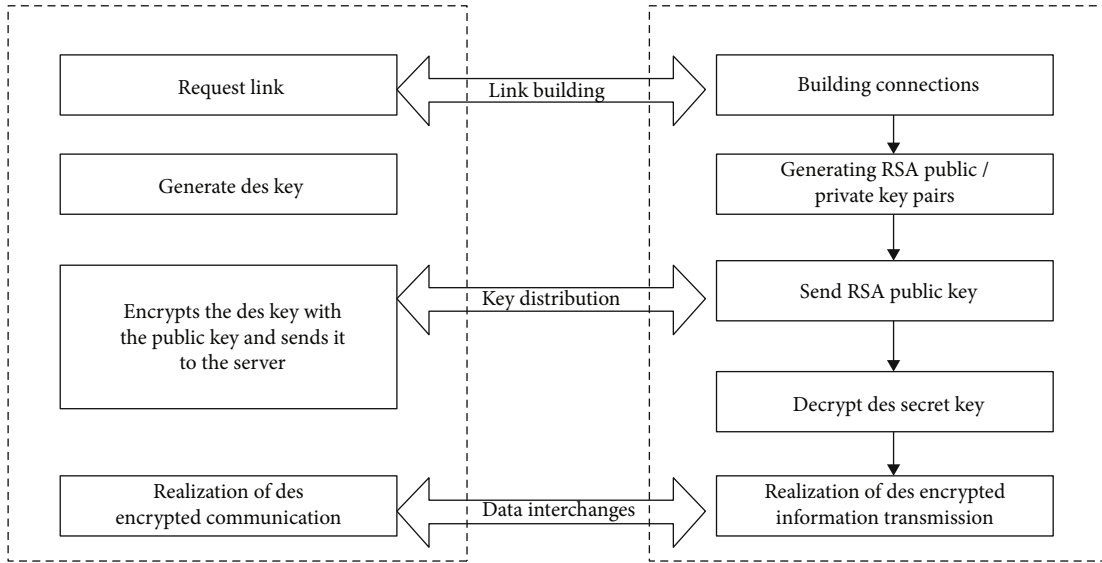 Request link
Link building
Building connections
Generate des key
Generating RSA public /
private key pairs
Encrypts the des key with
the public key and sends it
to the server
Key distribution
Send RSA public key
Decrypt des secret key
Realization of des
encrypted communication
Data interchanges
Realization of des encrypted
information transmission